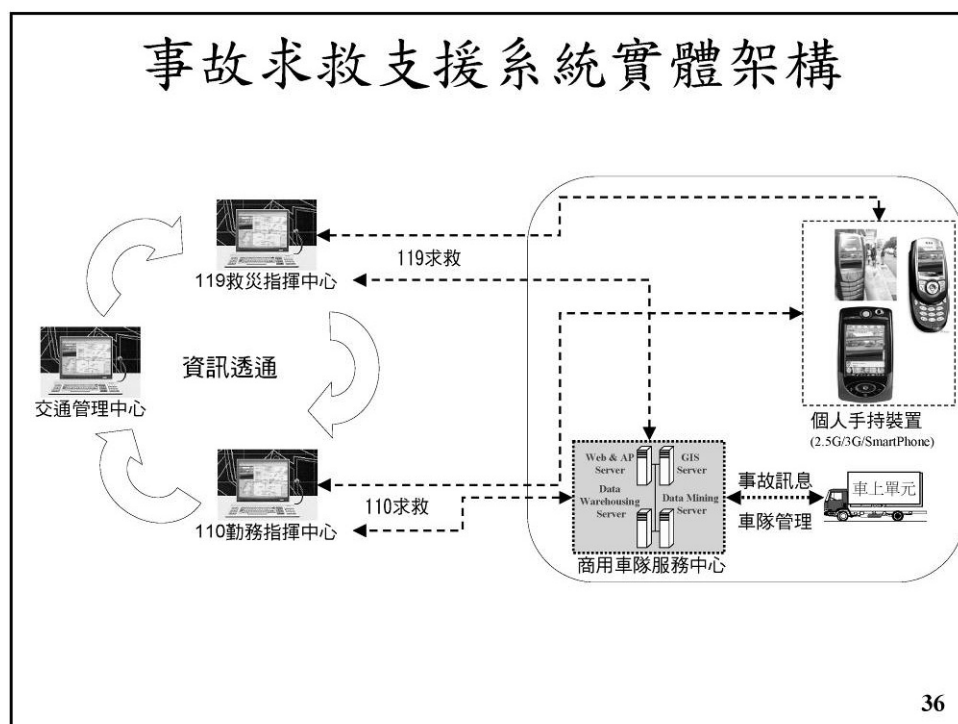 事故求救支援系統實體架構
119求救
119救災指揮中心
資訊透通
交通管理中心
個人手持裝置
(2.5G/3G/SmartPhone)
Web & AP
Server
GIS
Server
Data
Warehousing
Server
Data Mining
Server
事故訊息
車隊管理
車上單元
110求救
110勤務指揮中心
商用車隊服務中心
36